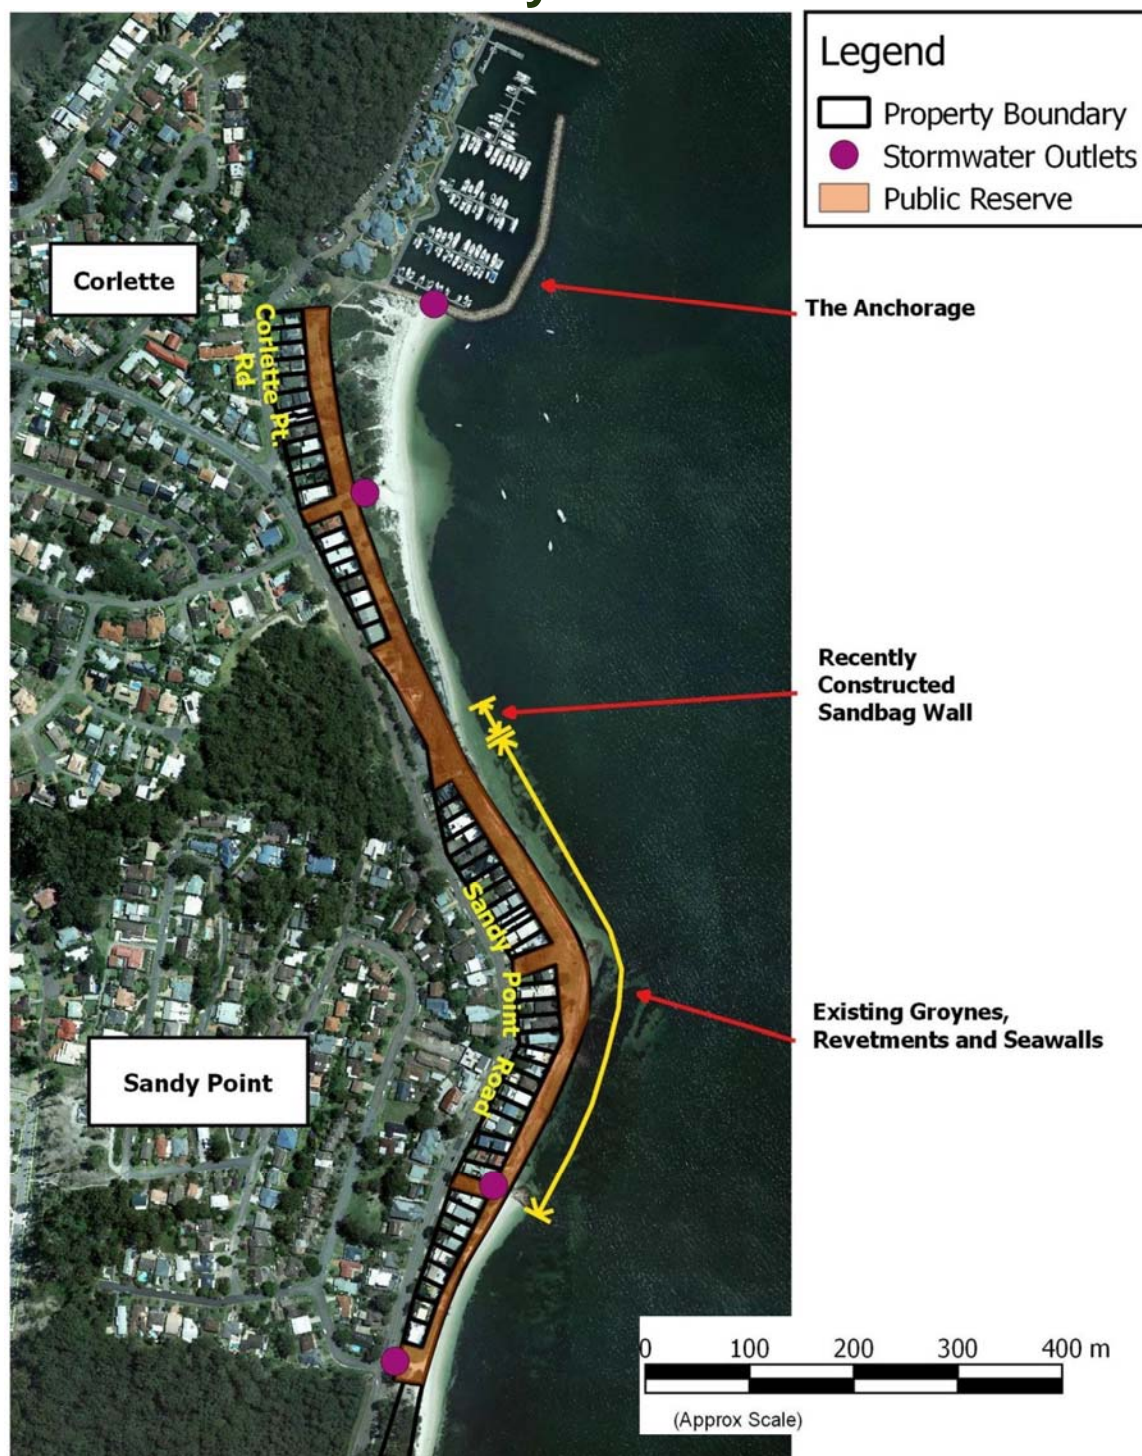 Legend
Property Boundary
Stormwater Outlets
Public Reserve
Corlette
The Anchorage
Corlette Pt.
Rd
Recently
Constructed
Sandbag Wall
Sandy Point Road
Existing Groynes,
Revetments and Seawalls
Sandy Point
0 100 200 300 400 m
(Approx Scale)